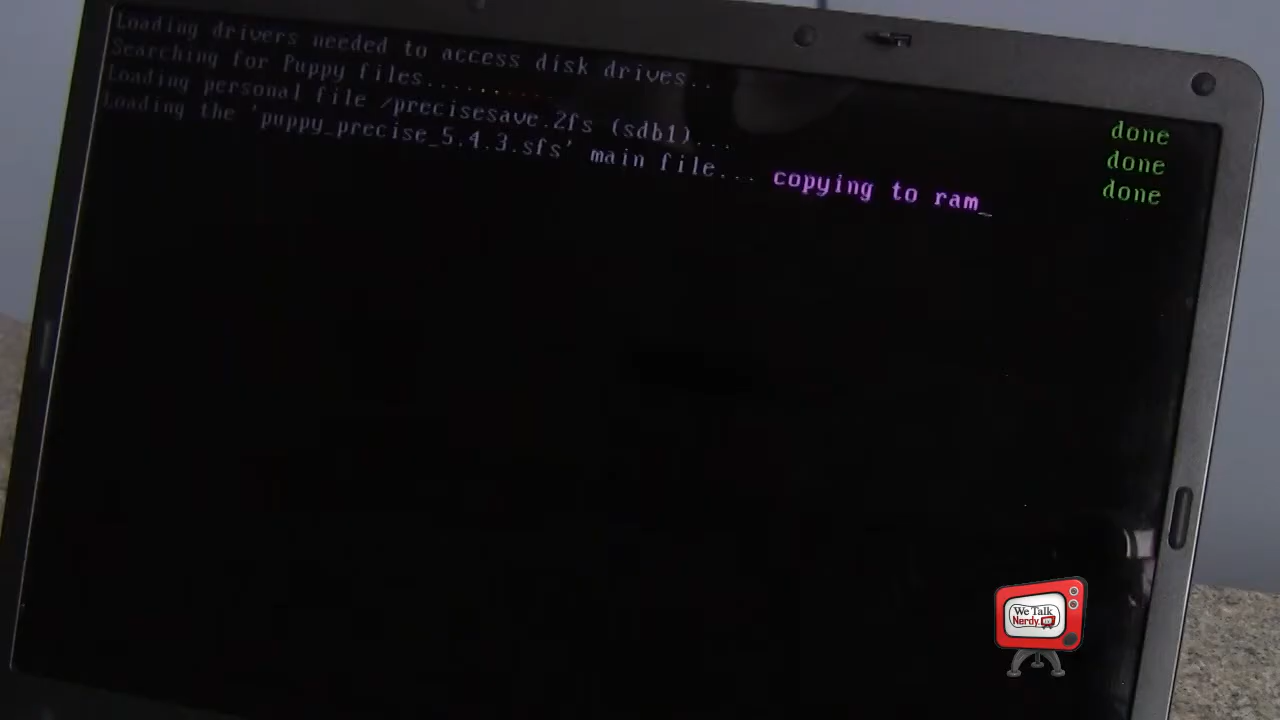 Loading drivers needed to access disk drives.. done
Searching for Puppy files.............. done
Loading personal file /precisesave.2fs (sdb1)... done
Loading the 'puppy_precise_5.4.3.sfs' main file... copying to ram_
We Talk
Nerdy